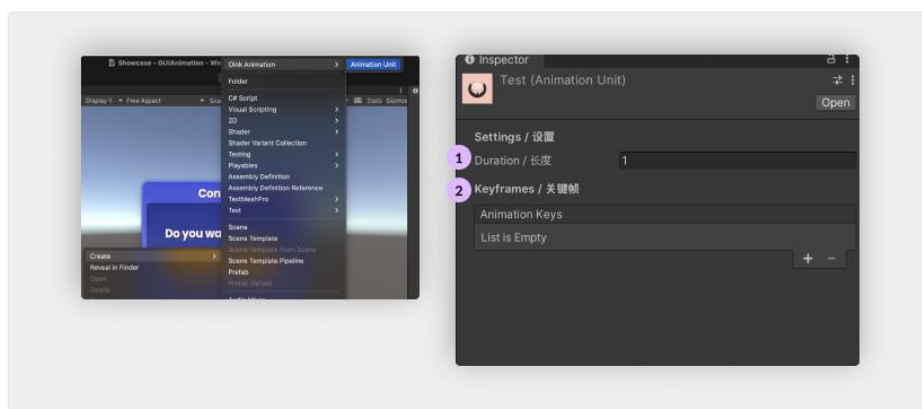 Showcase - GUIAnimation - Win
Display 1
Free Aspect
Stats
Gizmos
Con
Do you wa
Create
Reveal in Finder
Open
Delete
Oink Animation
Animation Unit
Folder
C# Script
Visual Scripting
2D
Shader
Shader Variant Collection
Testing
Playables
Assembly Definition
Assembly Definition Reference
TextMeshPro
Text
Scene
Scene Template
Scene Template From Scene
Scene Template Pipeline
Prefab
Prefab Variant
Inspector
Test (Animation Unit)
Open
Settings / 设置
1 Duration / 长度 1
2 Keyframes / 关键帧
Animation Keys
List is Empty
+ −